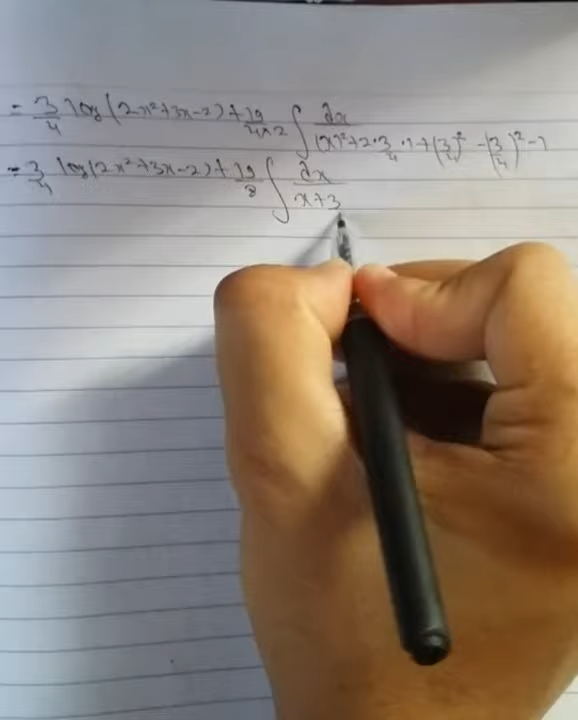 = 3/4 log(2x²+3x-2)+19/4×2 ∫ dx/(x)²+2·3/4·x+(3/4)²-(3/4)²-1
= 3/4 log(2x²+3x-2)+19/8 ∫ dx/x+3